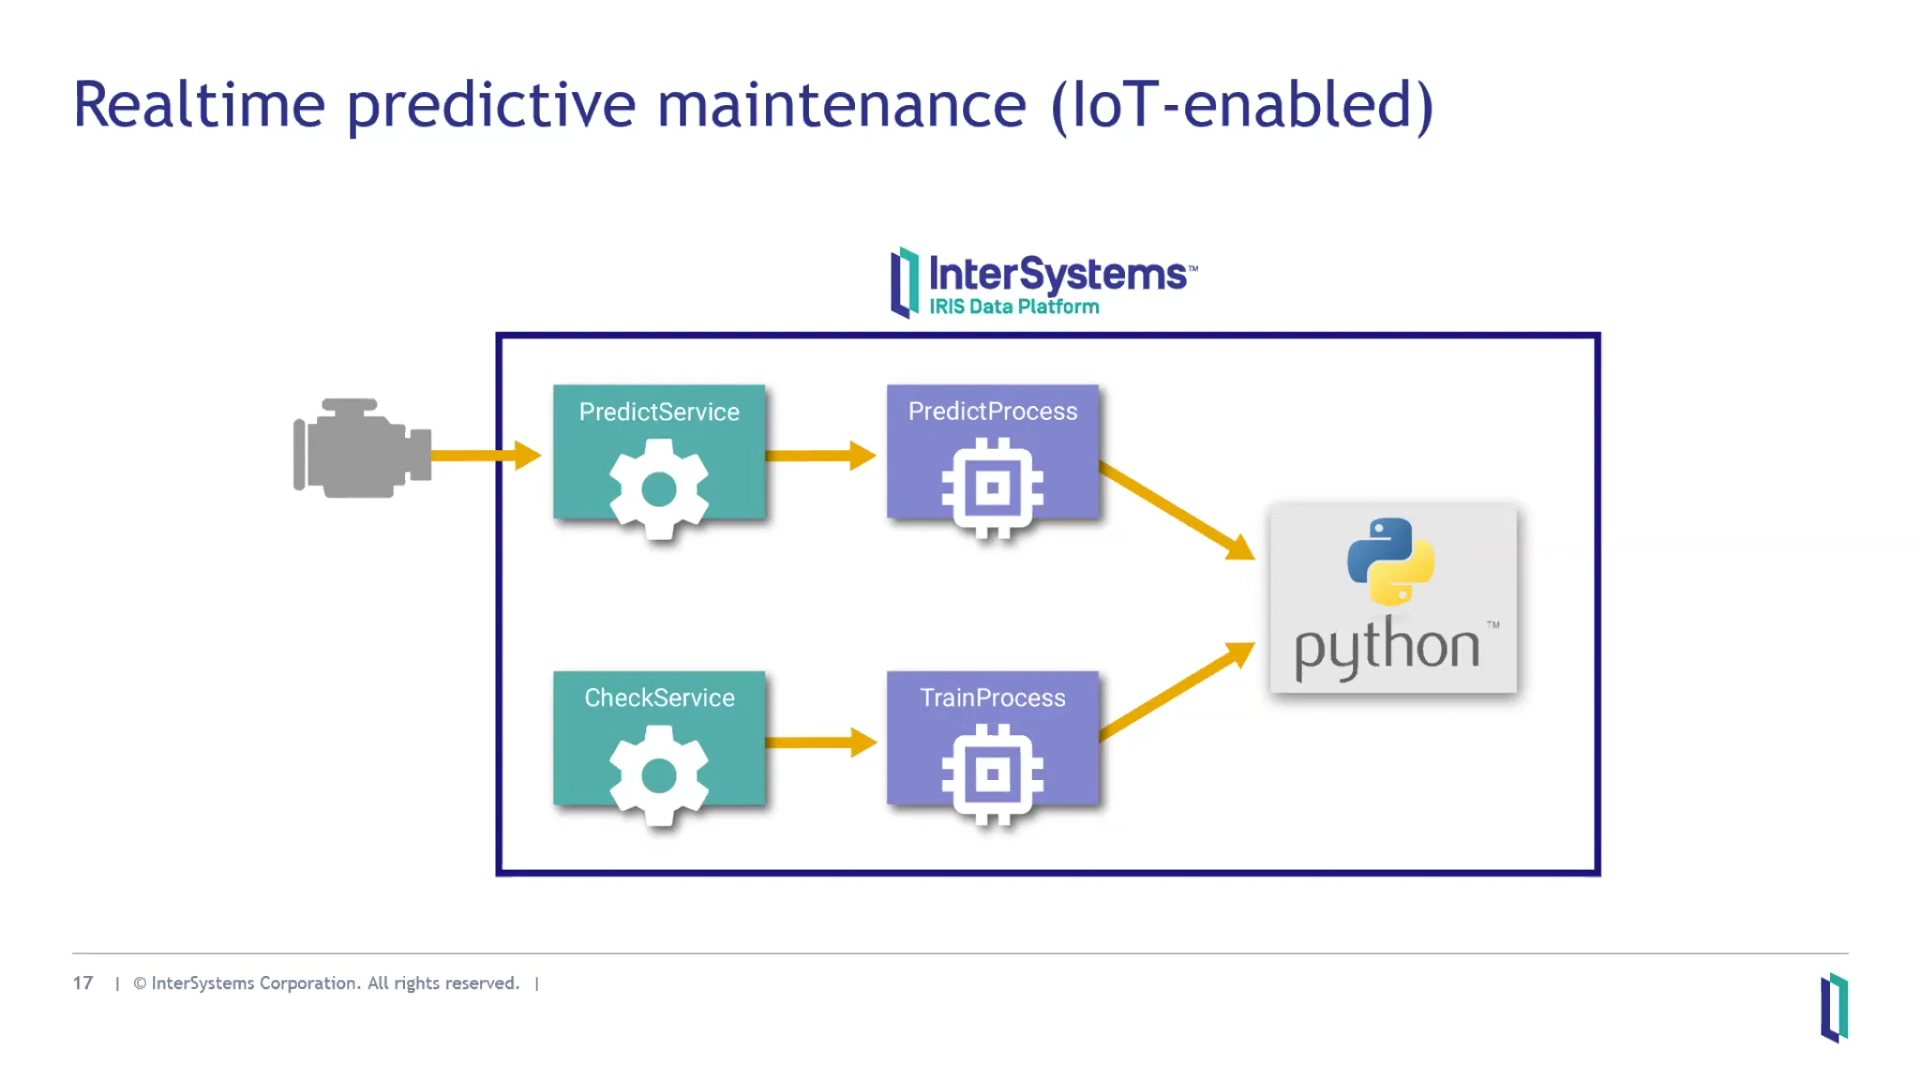 Realtime predictive maintenance (IoT-enabled)
InterSystems™
IRIS Data Platform
PredictService
PredictProcess
python™
CheckService
TrainProcess
17 | © InterSystems Corporation. All rights reserved. |